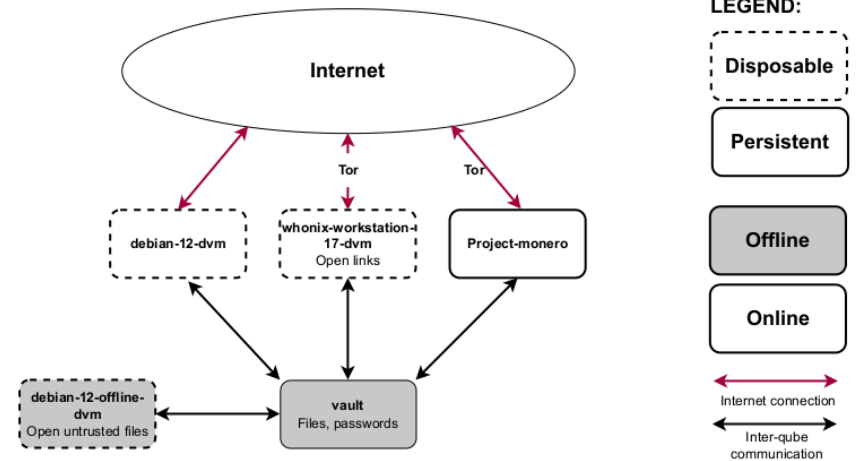 LEGEND:
Internet
Disposable
Persistent
Tor
Tor
debian-12-dvm
whonix-workstation-
17-dvm
Open links
Project-monero
Offline
Online
debian-12-offline-
dvm
Open untrusted files
vault
Files, passwords
Internet connection
Inter-qube
communication